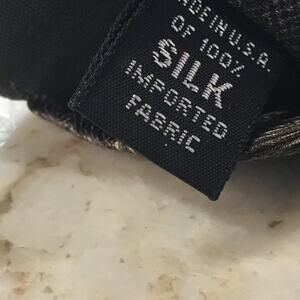 MADE IN U.S.A.
OF 100%
SILK
IMPORTED
FABRIC